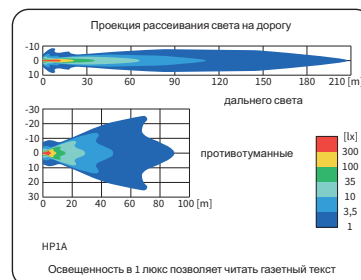 Проекция рассеивания света на дорогу
-10
0
10
0 30 60 90 120 150 180 210 [m]
дальнего света
-30
-20
-10
0
10
20
30
0 20 40 60 80 100 [m]
противотуманные
[lx]
300
100
35
10
3,5
1
HP1A
Освещенность в 1 люкс позволяет читать газетный текст